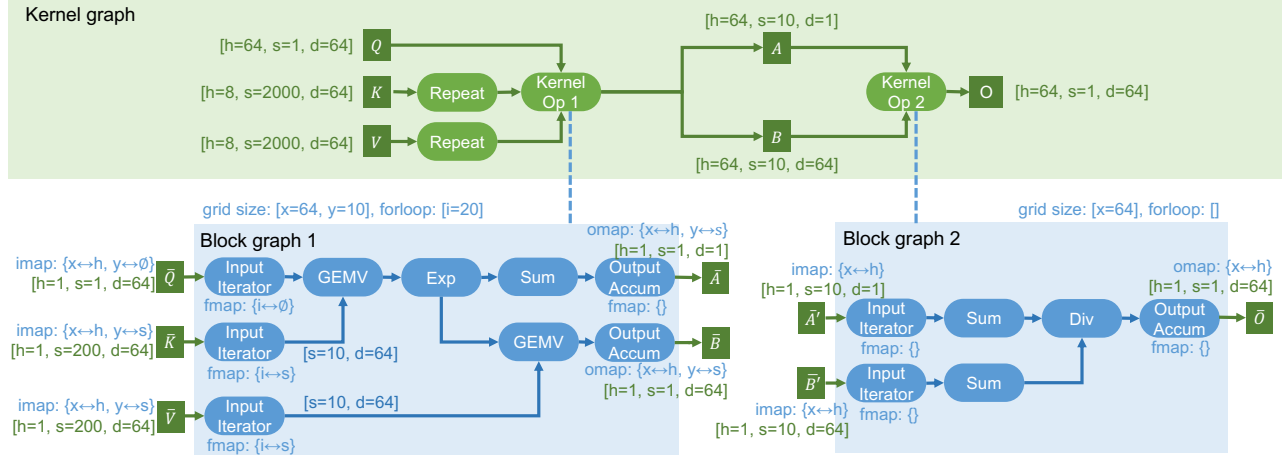 Kernel graph
[h=64, s=1, d=64]
Q
[h=8, s=2000, d=64]
K
Repeat
[h=8, s=2000, d=64]
V
Repeat
Kernel
Op 1
[h=64, s=10, d=1]
A
B
[h=64, s=10, d=64]
Kernel
Op 2
O
[h=64, s=1, d=64]
grid size: [x=64, y=10], forloop: [i=20]
Block graph 1
imap: {x↔h, y↔∅}
[h=1, s=1, d=64]
Q̄
Input
Iterator
fmap: {i↔∅}
GEMV
Exp
Sum
omap: {x↔h, y↔s}
[h=1, s=1, d=1]
Output
Accum
fmap: {}
Ā
imap: {x↔h, y↔s}
[h=1, s=200, d=64]
K̄
Input
Iterator
fmap: {i↔s}
[s=10, d=64]
GEMV
Output
Accum
B̄
omap: {x↔h, y↔s}
[h=1, s=1, d=64]
imap: {x↔h, y↔s}
[h=1, s=200, d=64]
V̄
Input
Iterator
fmap: {i↔s}
[s=10, d=64]
grid size: [x=64], forloop: []
Block graph 2
imap: {x↔h}
[h=1, s=10, d=1]
Ā′
Input
Iterator
fmap: {}
Sum
Div
omap: {x↔h}
[h=1, s=1, d=64]
Output
Accum
fmap: {}
Ō
B̄′
Input
Iterator
fmap: {}
Sum
imap: {x↔h}
[h=1, s=10, d=64]